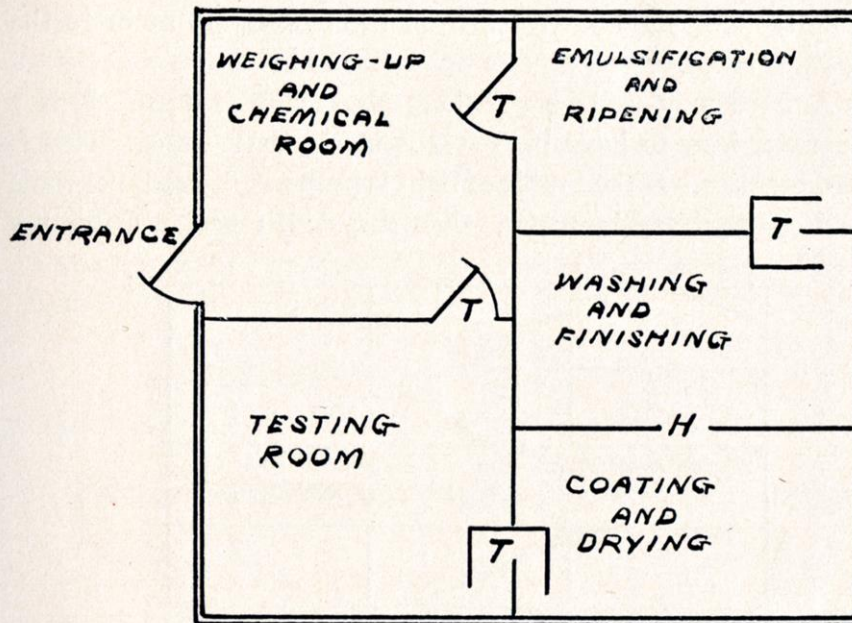 WEIGHING-UP
AND
CHEMICAL
ROOM
T
EMULSIFICATION
AND
RIPENING
ENTRANCE
T
T
WASHING
AND
FINISHING
TESTING
ROOM
H
COATING
AND
DRYING
T